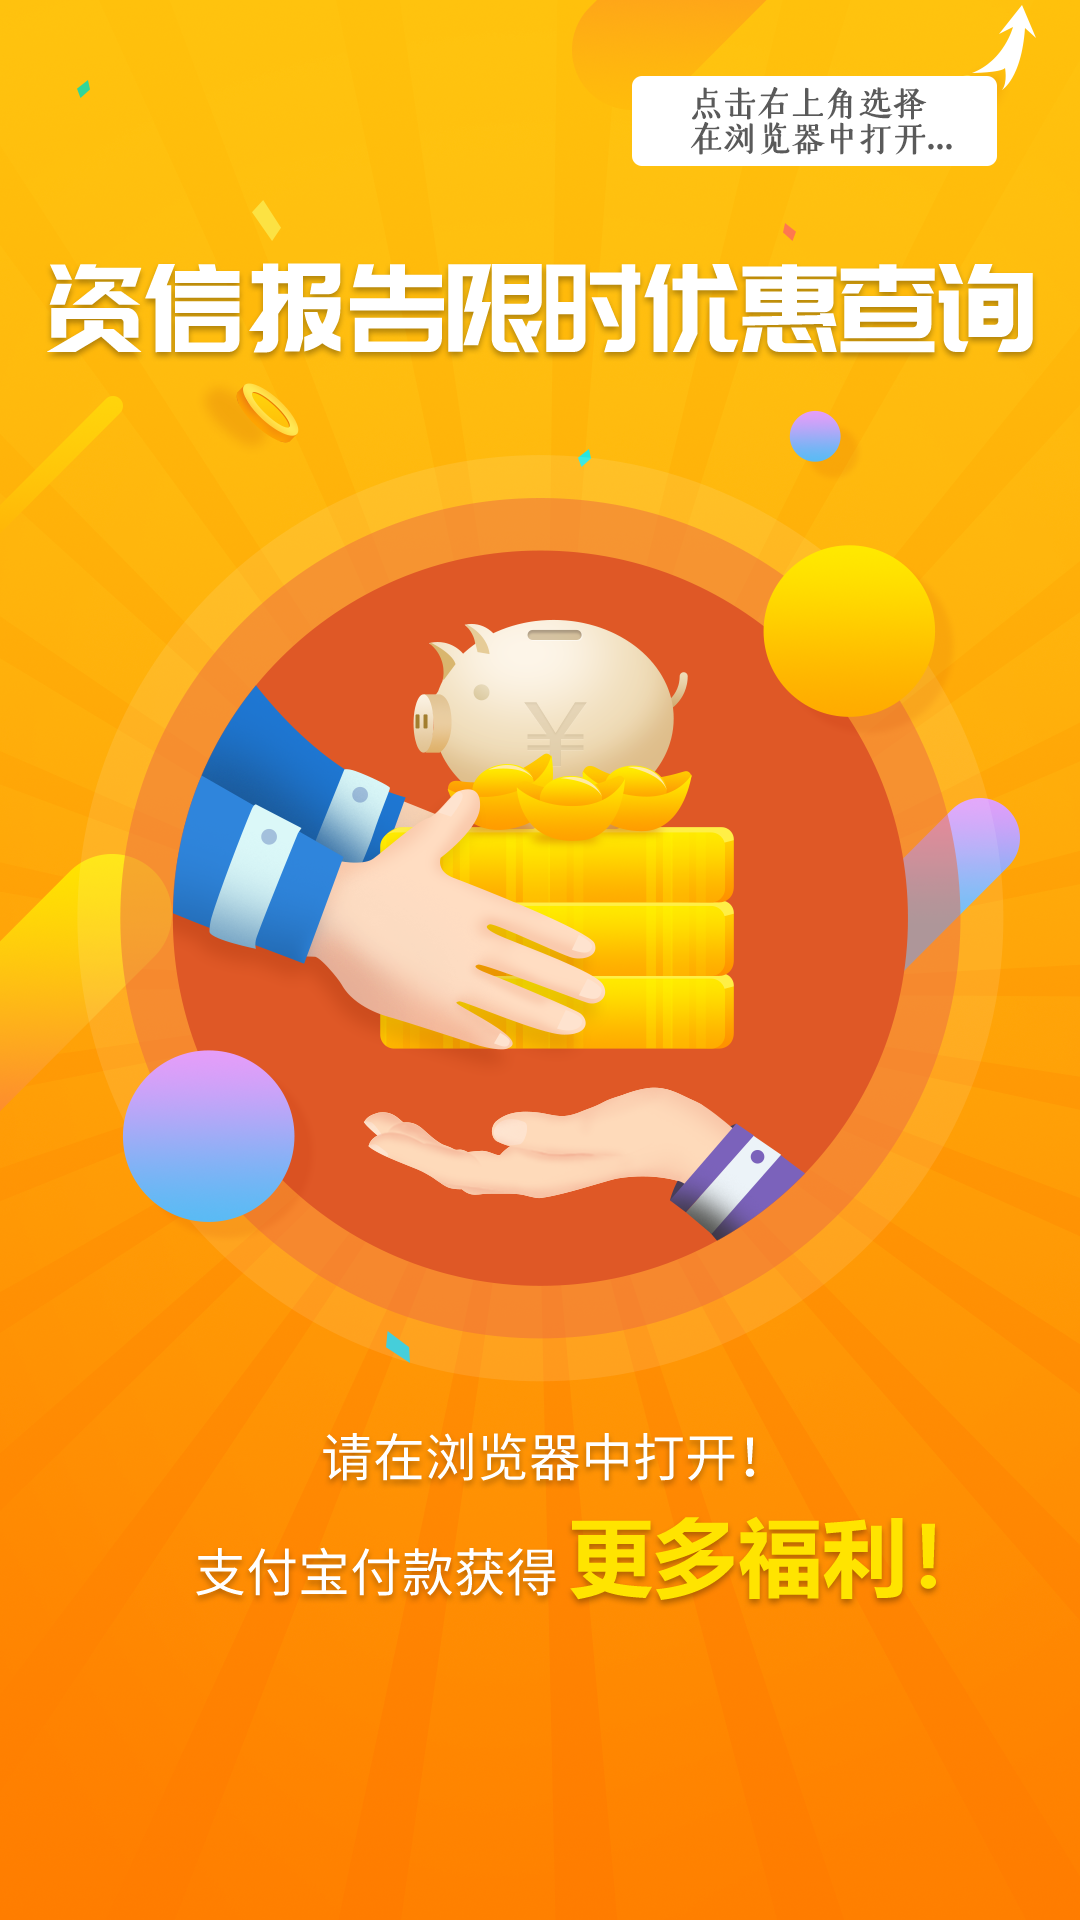 点击右上角选择
在浏览器中打开...
资信报告限时优惠查询
¥
请在浏览器中打开！
支付宝付款获得更多福利！